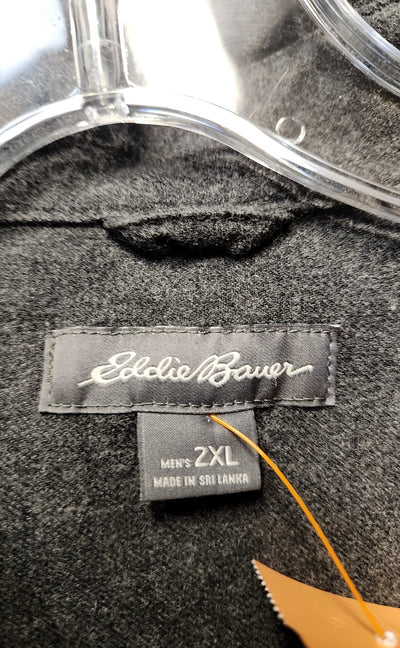 Eddie Bauer
MEN'S 2XL
MADE IN SRI LANKA